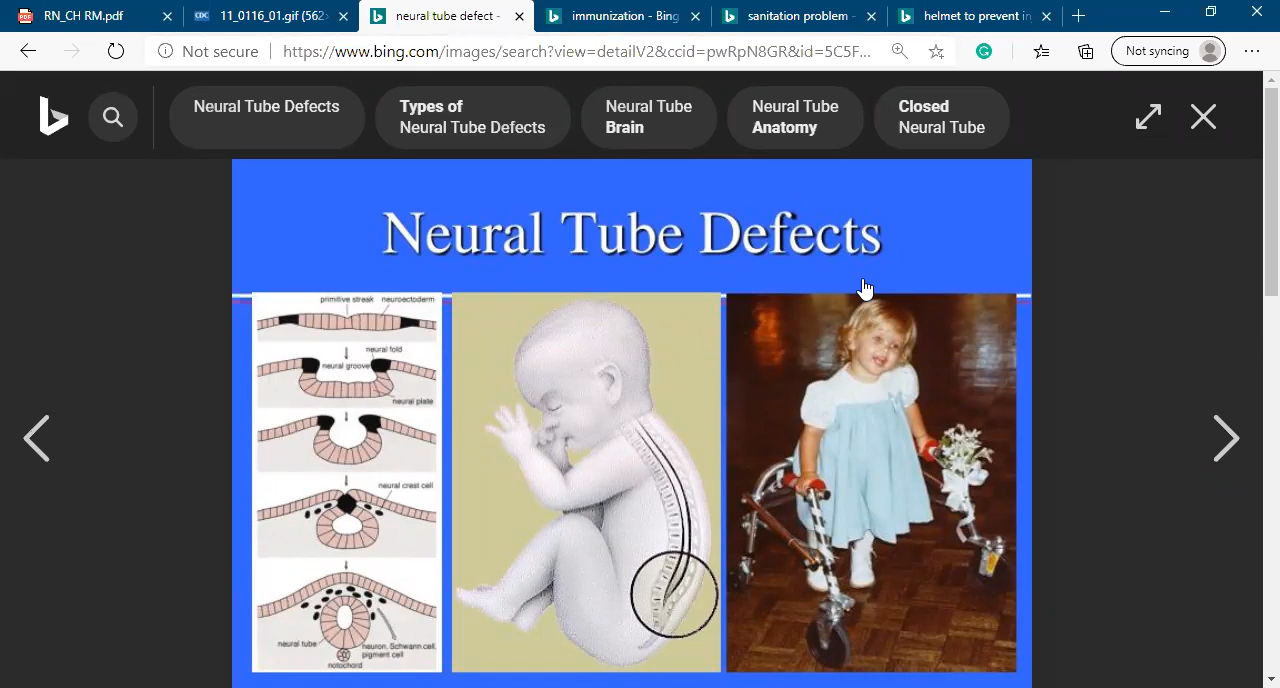 RN_CH RM.pdf
11_0116_01.gif (562
neural tube defect -
immunization - Bing
sanitation problem -
helmet to prevent in
Not secure
https://www.bing.com/images/search?view=detailV2&ccid=pwRpN8GR&id=5C5F...
Not syncing
Neural Tube Defects
Types of
Neural Tube Defects
Neural Tube
Brain
Neural Tube
Anatomy
Closed
Neural Tube
Neural Tube Defects
primitive streak neuroectoderm
neural fold
neural groove
neural plate
neural crest cell
neural tube
neuron, Schwann cell,
pigment cell
notochord